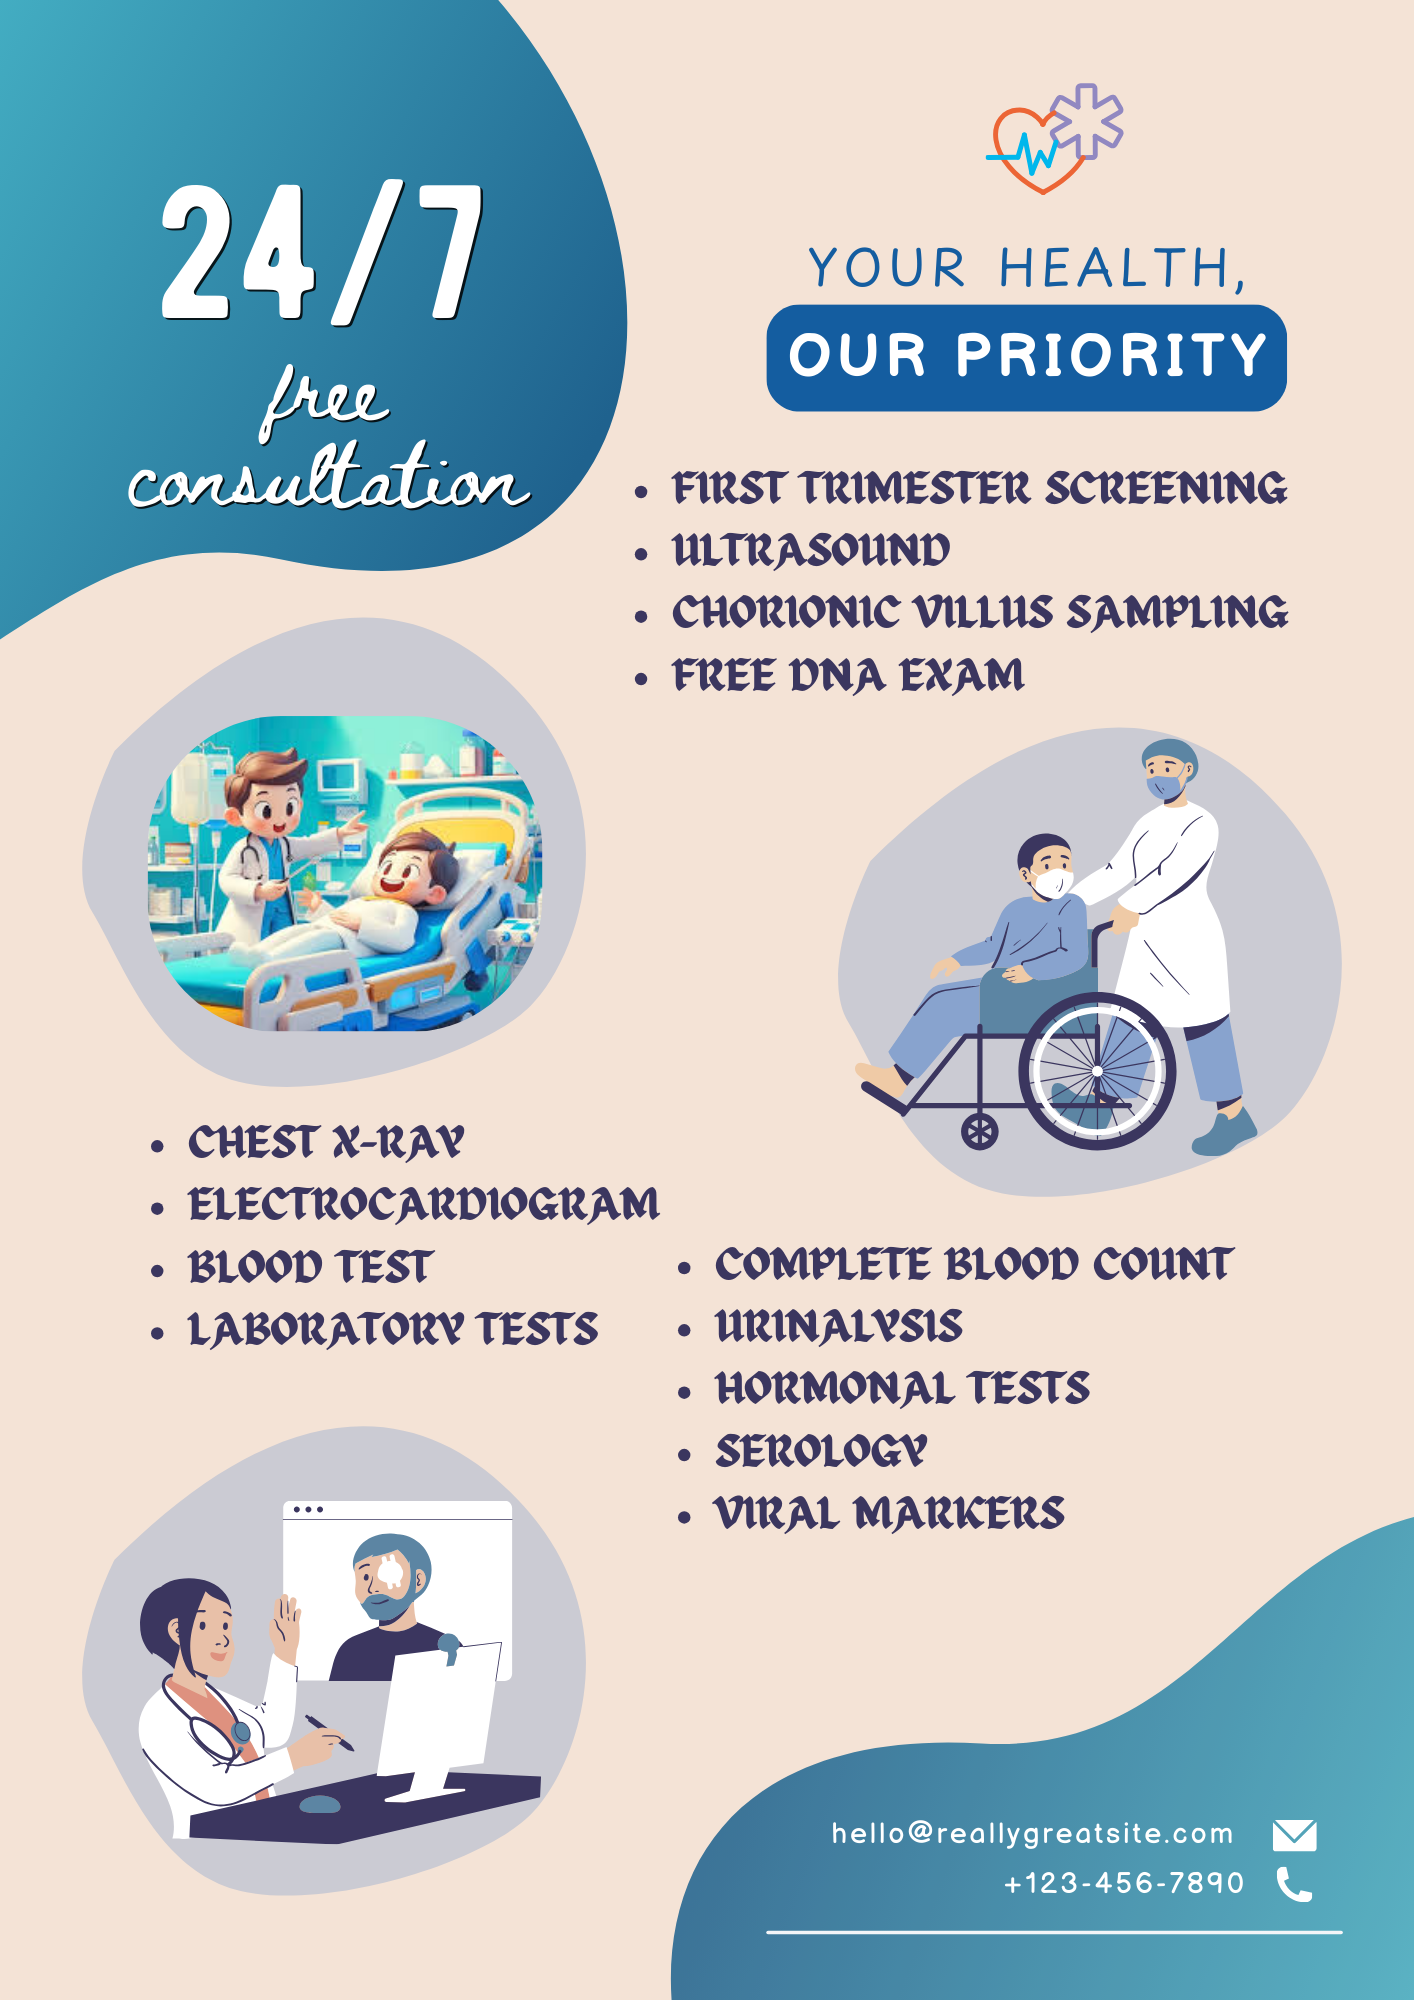 24/7
free
consultation
YOUR HEALTH,
OUR PRIORITY
• FIRST TRIMESTER SCREENING
• ULTRASOUND
• CHORIONIC VILLUS SAMPLING
• FREE DNA EXAM
• CHEST X-RAY
• ELECTROCARDIOGRAM
• BLOOD TEST
• LABORATORY TESTS
• COMPLETE BLOOD COUNT
• URINALYSIS
• HORMONAL TESTS
• SEROLOGY
• VIRAL MARKERS
hello@reallygreatsite.com
+123-456-7890